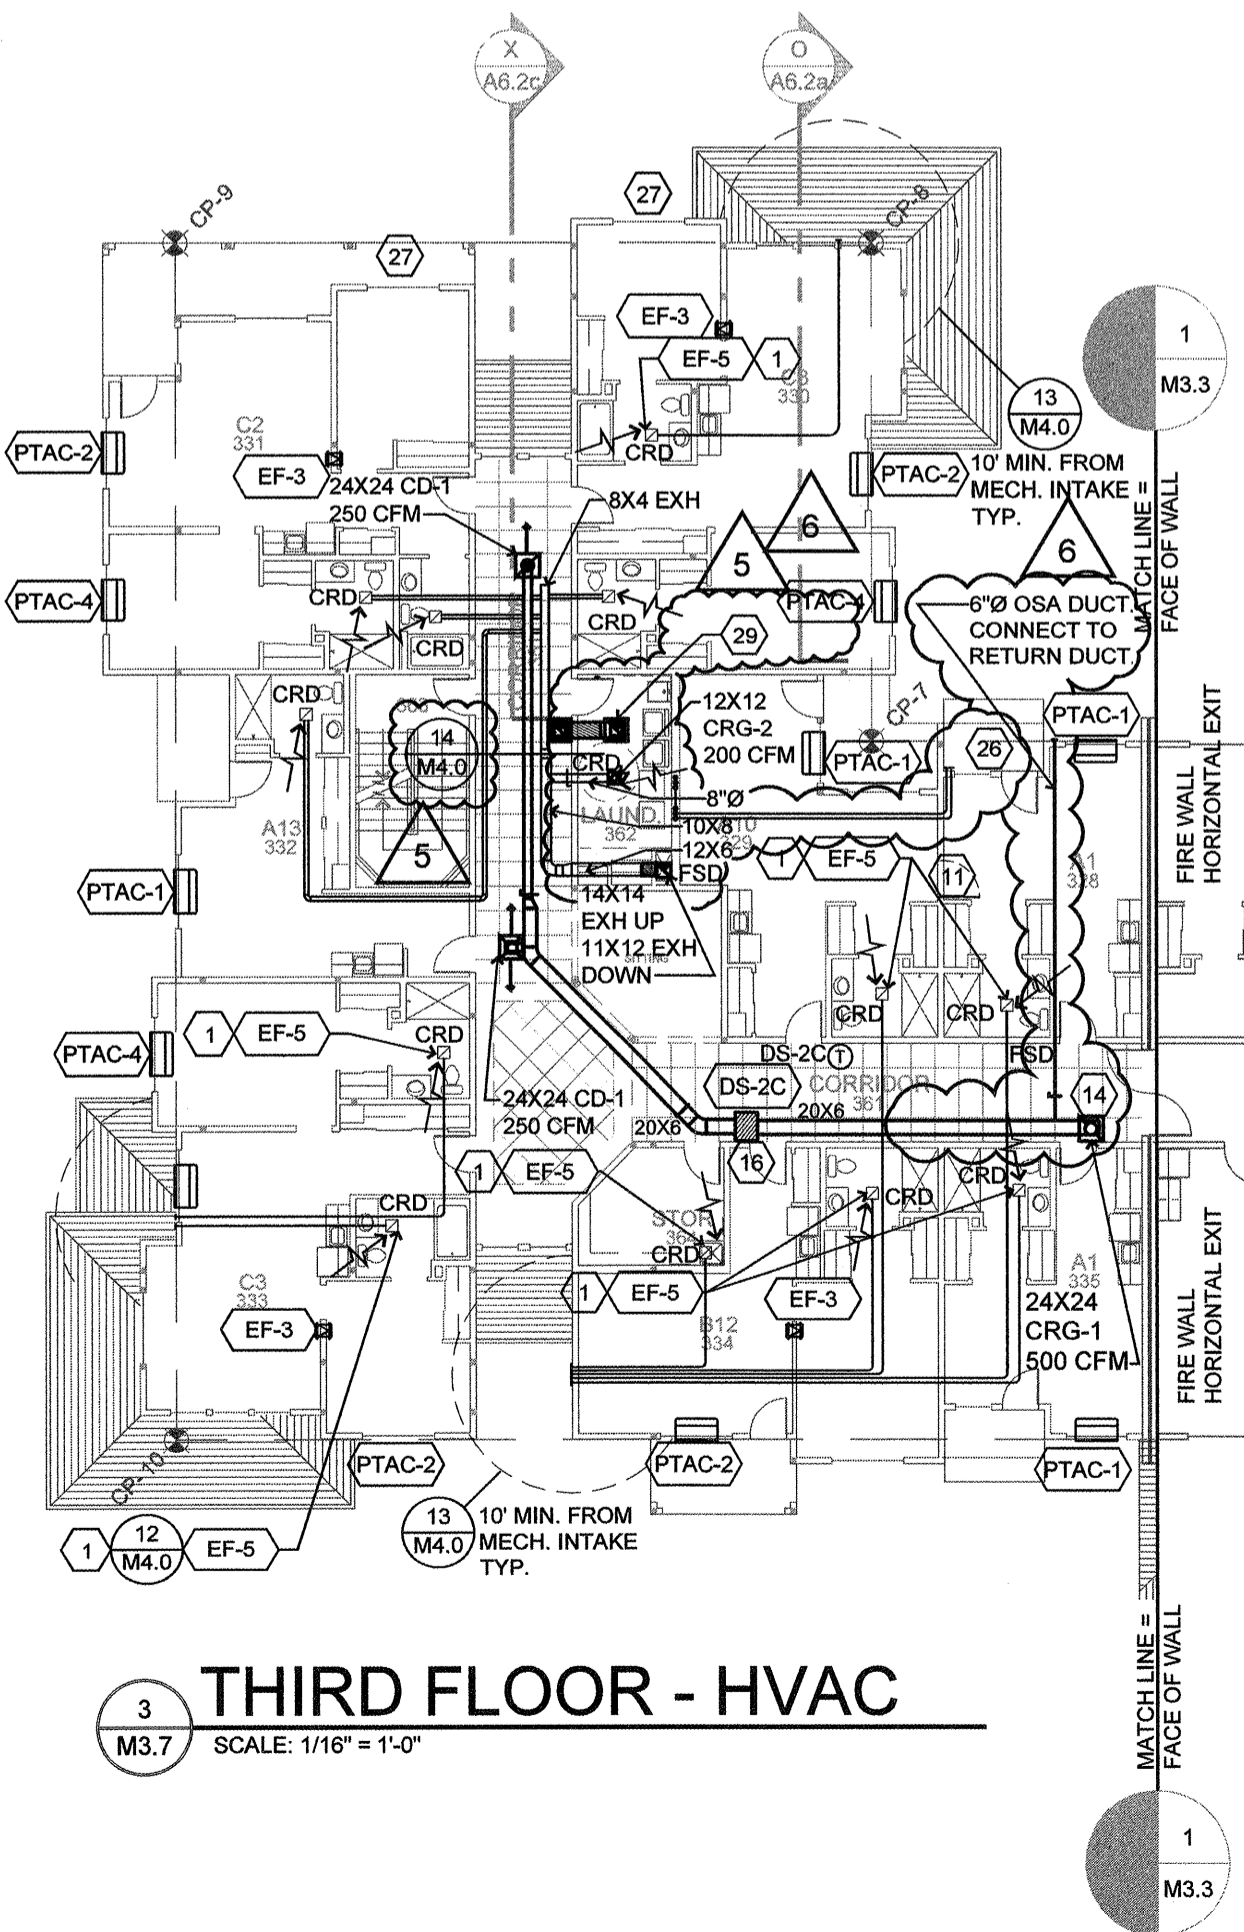 X
A6.2c
O
A6.2a
CP-9
27
27
CP-8
EF-3
EF-5
1
1
M3.3
13
M4.0
C2
331
330
CRD
PTAC-2
EF-3
24X24 CD-1
250 CFM
8X4 EXH
PTAC-2
10' MIN. FROM
MECH. INTAKE =
TYP.
MATCH LINE =
FACE OF WALL
5
6
6
PTAC-4
CRD
CRD
CRD
PTAC-4
6"Ø OSA DUCT.
CONNECT TO
RETURN DUCT.
29
CRD
14
M4.0
12X12
CRG-2
200 CFM
CRD
CP-7
PTAC-1
26
PTAC-1
FIRE WALL
HORIZONTAL EXIT
8"Ø
LAUND.
362
10X8
12X6
A13
332
5
FSD
1
EF-5
11
A1
328
PTAC-1
14X14
EXH UP
11X12 EXH
DOWN
CRD
CRD
FSD
PTAC-4
1
EF-5
CRD
DS-2C
T
DS-2C
CORRIDOR
361
14
24X24 CD-1
250 CFM
20X6
20X6
16
1
EF-5
CRD
CRD
CRD
STOR
CRD
C3
333
1
EF-5
EF-3
A1
335
24X24
CRG-1
500 CFM
EF-3
B12
334
FIRE WALL
HORIZONTAL EXIT
CP-10
PTAC-2
PTAC-2
PTAC-1
13
M4.0
10' MIN. FROM
MECH. INTAKE
TYP.
1
12
M4.0
EF-5
MATCH LINE =
FACE OF WALL
3
M3.7
THIRD FLOOR - HVAC
SCALE: 1/16" = 1'-0"
1
M3.3